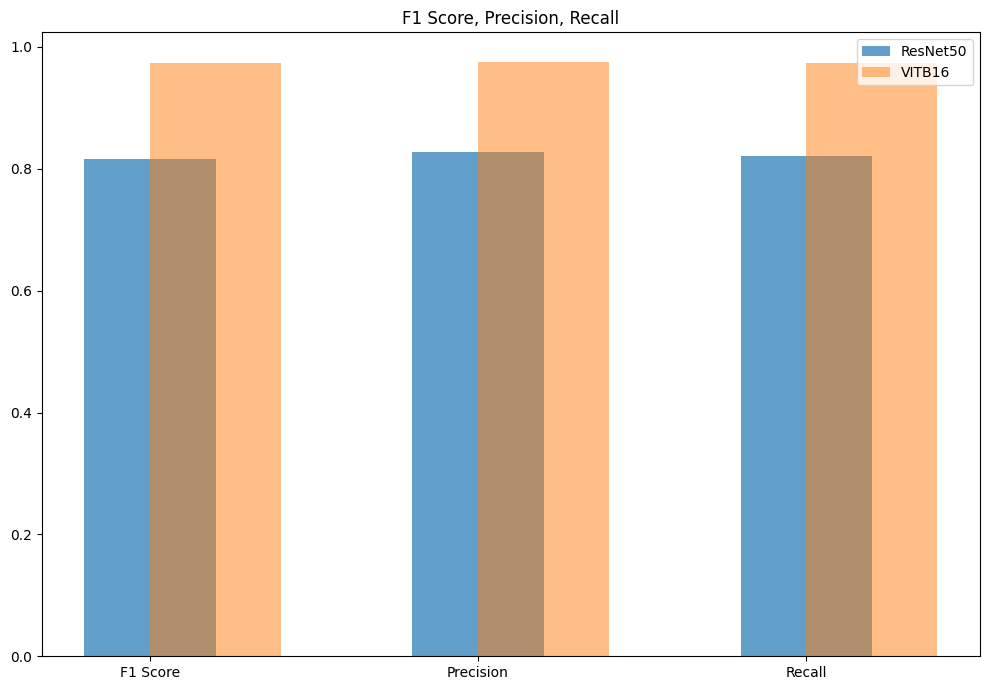 F1 Score, Precision, Recall
ResNet50
VITB16
1.0
0.8
0.6
0.4
0.2
0.0
F1 Score
Precision
Recall